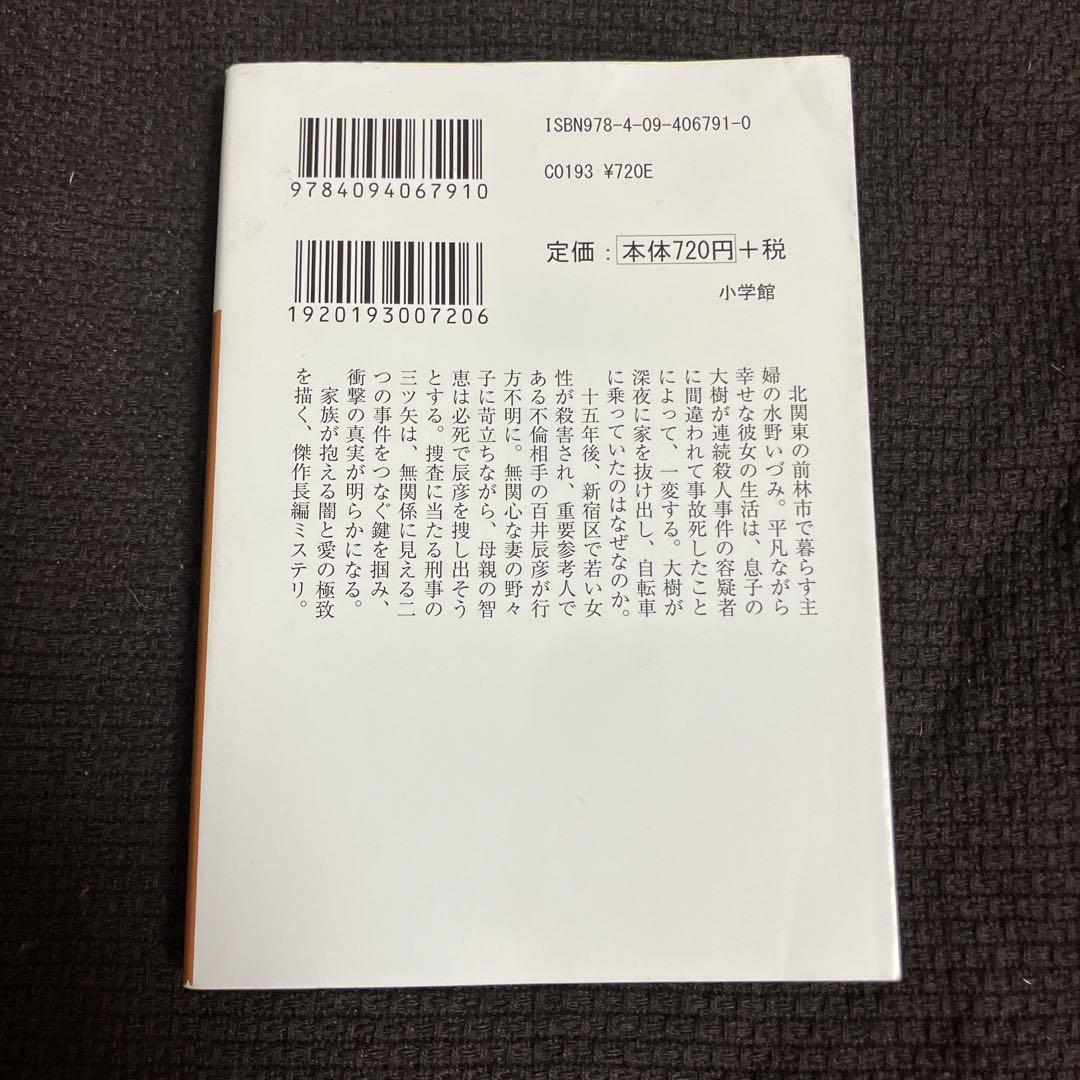 ISBN978-4-09-406791-0
C0193 ¥720E
9784094067910
定価:本体720円+税
小学館
1920193007206
北関東の前林市で暮らす主
婦の水野いづみ。平凡ながら
幸せな彼女の生活は、息子の
大樹が連続殺人事件の容疑者
に間違われて事故死したこと
によって、一変する。大樹が
深夜に家を抜け出し、自転車
に乗っていたのはなぜなのか。
十五年後、新宿区で若い女
性が殺害され、重要参考人で
ある不倫相手の百井辰彦が行
方不明に。無関心な妻の野々
子に苛立ちながら、母親の智
恵は必死で辰彦を捜し出そう
とする。捜査に当たる刑事の
三ツ矢は、無関係に見える二
つの事件をつなぐ鍵を掴み、
衝撃の真実が明らかになる。
家族が抱える闇と愛の極致
を描く、傑作長編ミステリ。